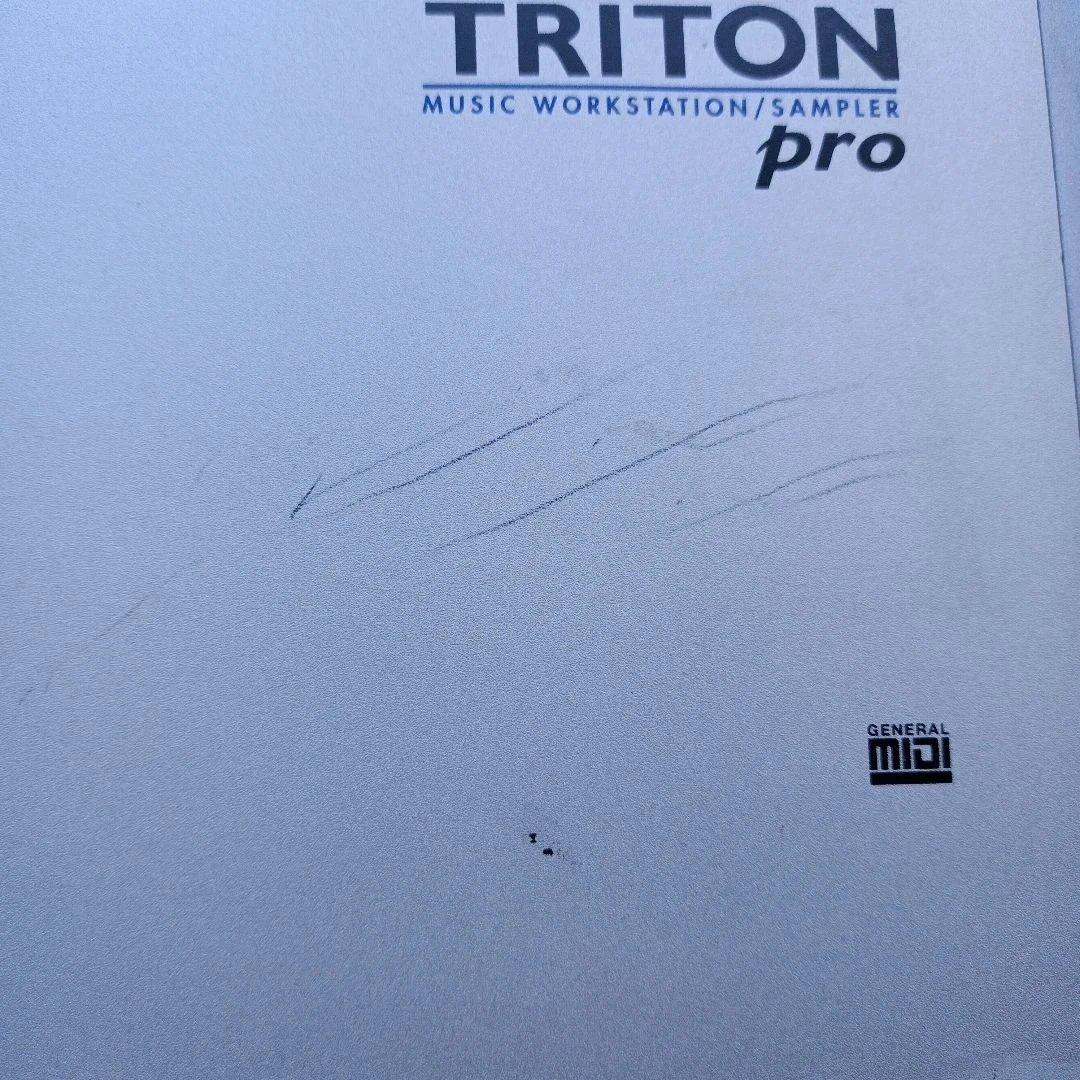 TRITON
MUSIC WORKSTATION/SAMPLER
pro
GENERAL
MIDI